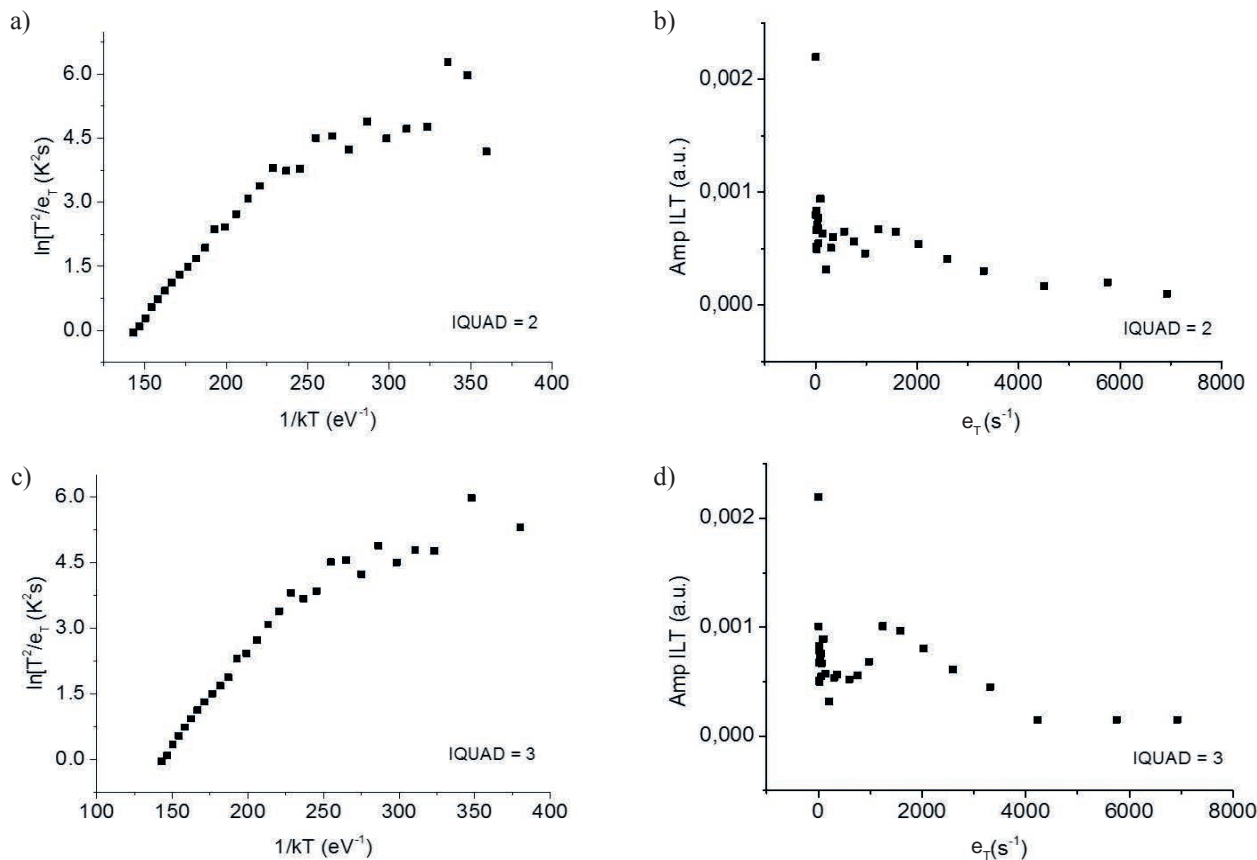 a)
6.0
4.5
3.0
1.5
0.0
ln[T²/e_T (K²s)
IQUAD = 2
150 200 250 300 350 400
1/kT (eV⁻¹)
b)
0,002
0,001
0,000
Amp ILT (a.u.)
IQUAD = 2
0 2000 4000 6000 8000
e_T(s⁻¹)
c)
6.0
4.5
3.0
1.5
0.0
ln[T²/e_T (K²s)
IQUAD = 3
100 150 200 250 300 350 400
1/kT (eV⁻¹)
d)
0,002
0,001
0,000
Amp ILT (a.u.)
IQUAD = 3
0 2000 4000 6000 8000
e_T(s⁻¹)